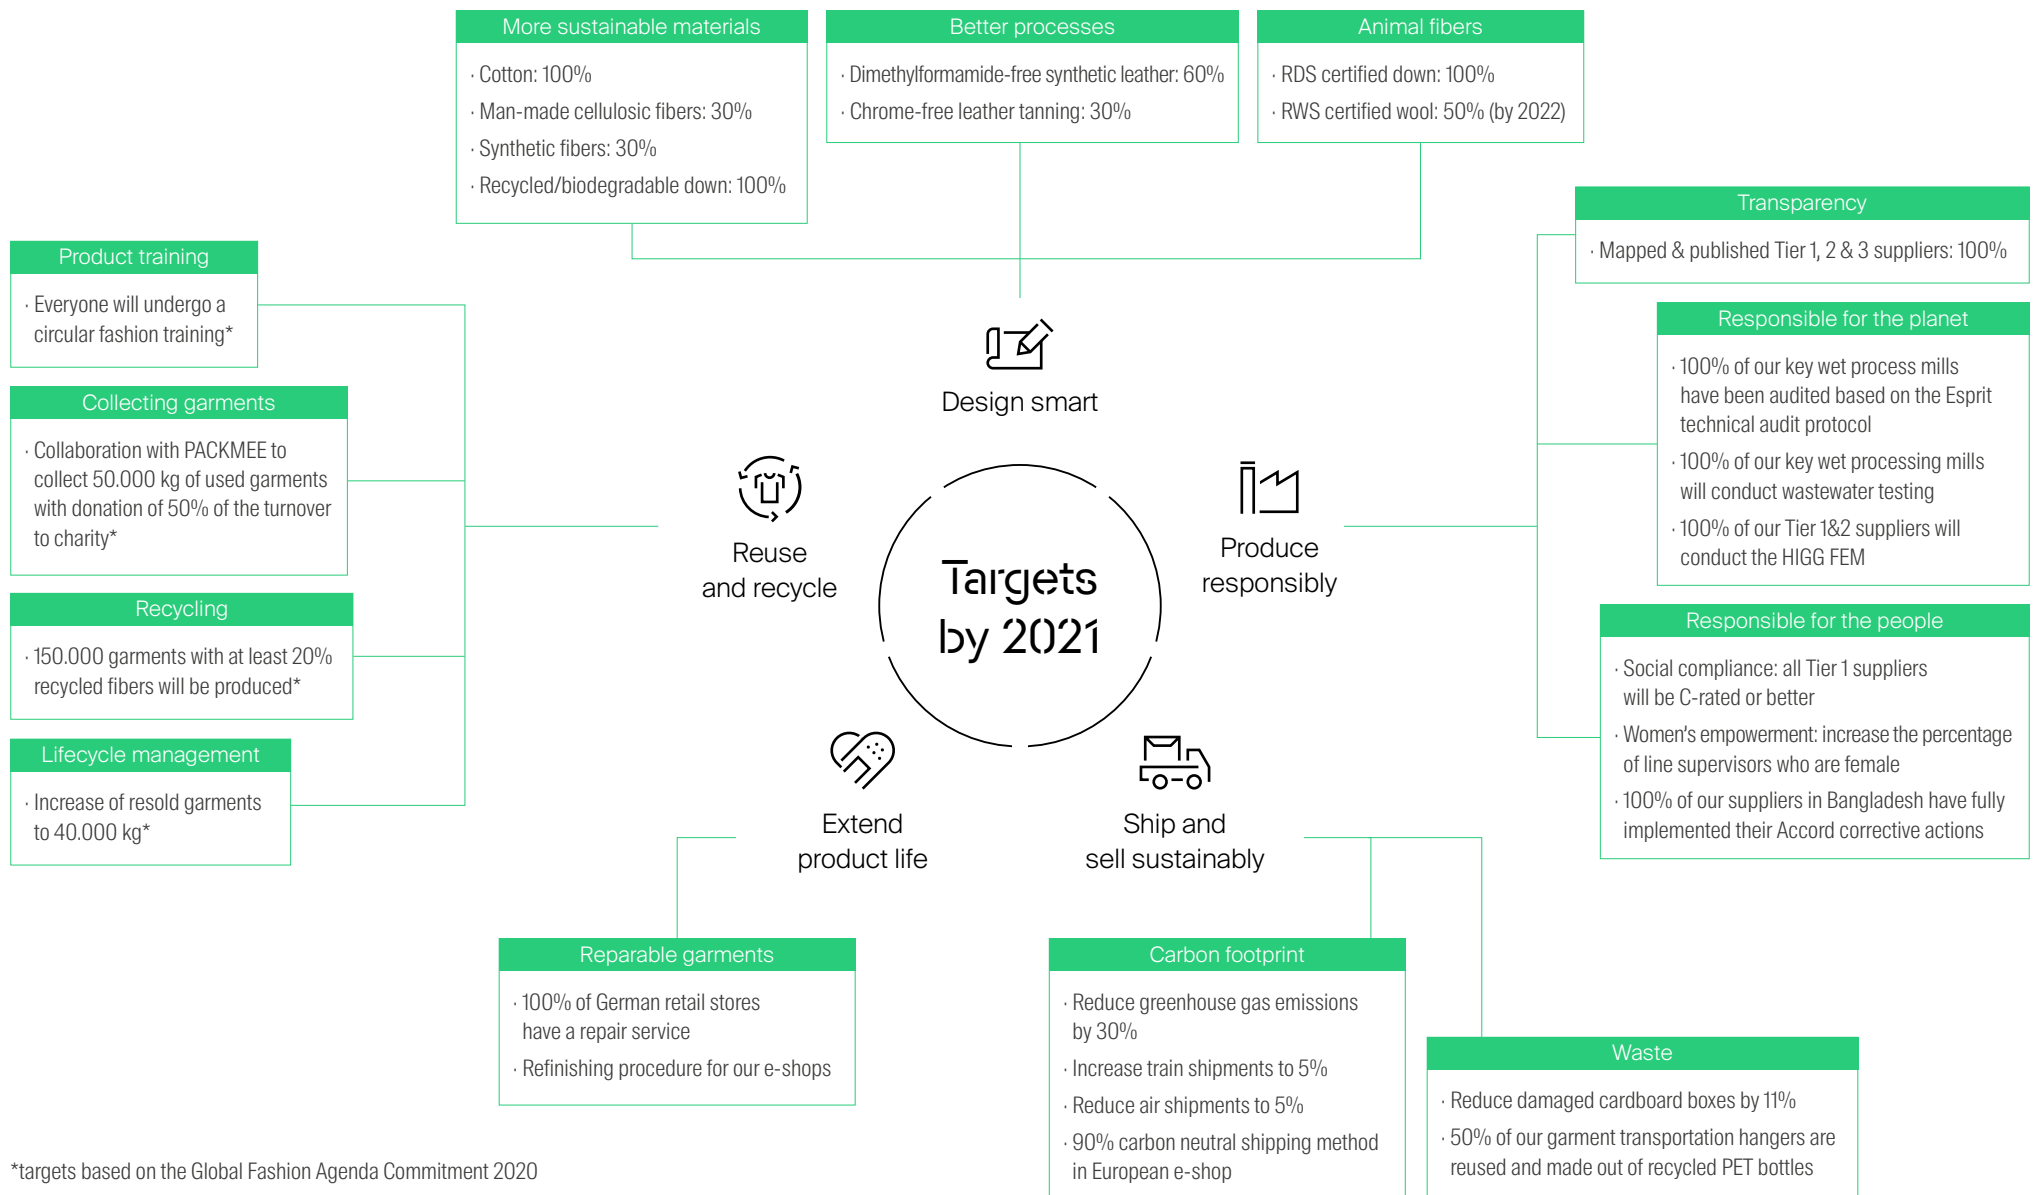 More sustainable materials
· Cotton: 100%
· Man-made cellulosic fibers: 30%
· Synthetic fibers: 30%
· Recycled/biodegradable down: 100%
Better processes
· Dimethylformamide-free synthetic leather: 60%
· Chrome-free leather tanning: 30%
Animal fibers
· RDS certified down: 100%
· RWS certified wool: 50% (by 2022)
Design smart
Transparency
· Mapped & published Tier 1, 2 & 3 suppliers: 100%
Responsible for the planet
· 100% of our key wet process mills
have been audited based on the Esprit
technical audit protocol
· 100% of our key wet processing mills
will conduct wastewater testing
· 100% of our Tier 1&2 suppliers will
conduct the HIGG FEM
Responsible for the people
· Social compliance: all Tier 1 suppliers
will be C-rated or better
· Women's empowerment: increase the percentage
of line supervisors who are female
· 100% of our suppliers in Bangladesh have fully
implemented their Accord corrective actions
Produce
responsibly
Product training
· Everyone will undergo a
circular fashion training*
Collecting garments
· Collaboration with PACKMEE to
collect 50.000 kg of used garments
with donation of 50% of the turnover
to charity*
Recycling
· 150.000 garments with at least 20%
recycled fibers will be produced*
Lifecycle management
· Increase of resold garments
to 40.000 kg*
Reuse
and recycle
Targets
by 2021
Extend
product life
Ship and
sell sustainably
Reparable garments
· 100% of German retail stores
have a repair service
· Refinishing procedure for our e-shops
Carbon footprint
· Reduce greenhouse gas emissions
by 30%
· Increase train shipments to 5%
· Reduce air shipments to 5%
· 90% carbon neutral shipping method
in European e-shop
Waste
· Reduce damaged cardboard boxes by 11%
· 50% of our garment transportation hangers are
reused and made out of recycled PET bottles
*targets based on the Global Fashion Agenda Commitment 2020